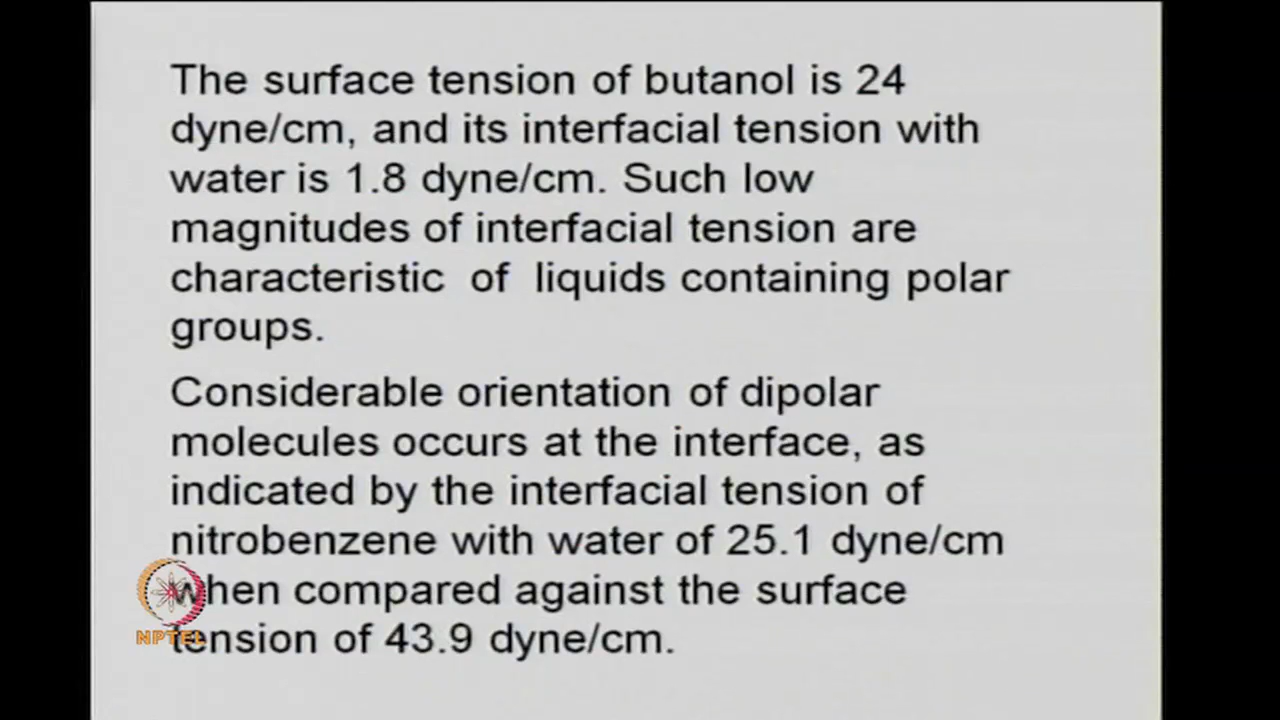 The surface tension of butanol is 24
dyne/cm, and its interfacial tension with
water is 1.8 dyne/cm. Such low
magnitudes of interfacial tension are
characteristic of liquids containing polar
groups.
Considerable orientation of dipolar
molecules occurs at the interface, as
indicated by the interfacial tension of
nitrobenzene with water of 25.1 dyne/cm
when compared against the surface
tension of 43.9 dyne/cm.
NPTEL